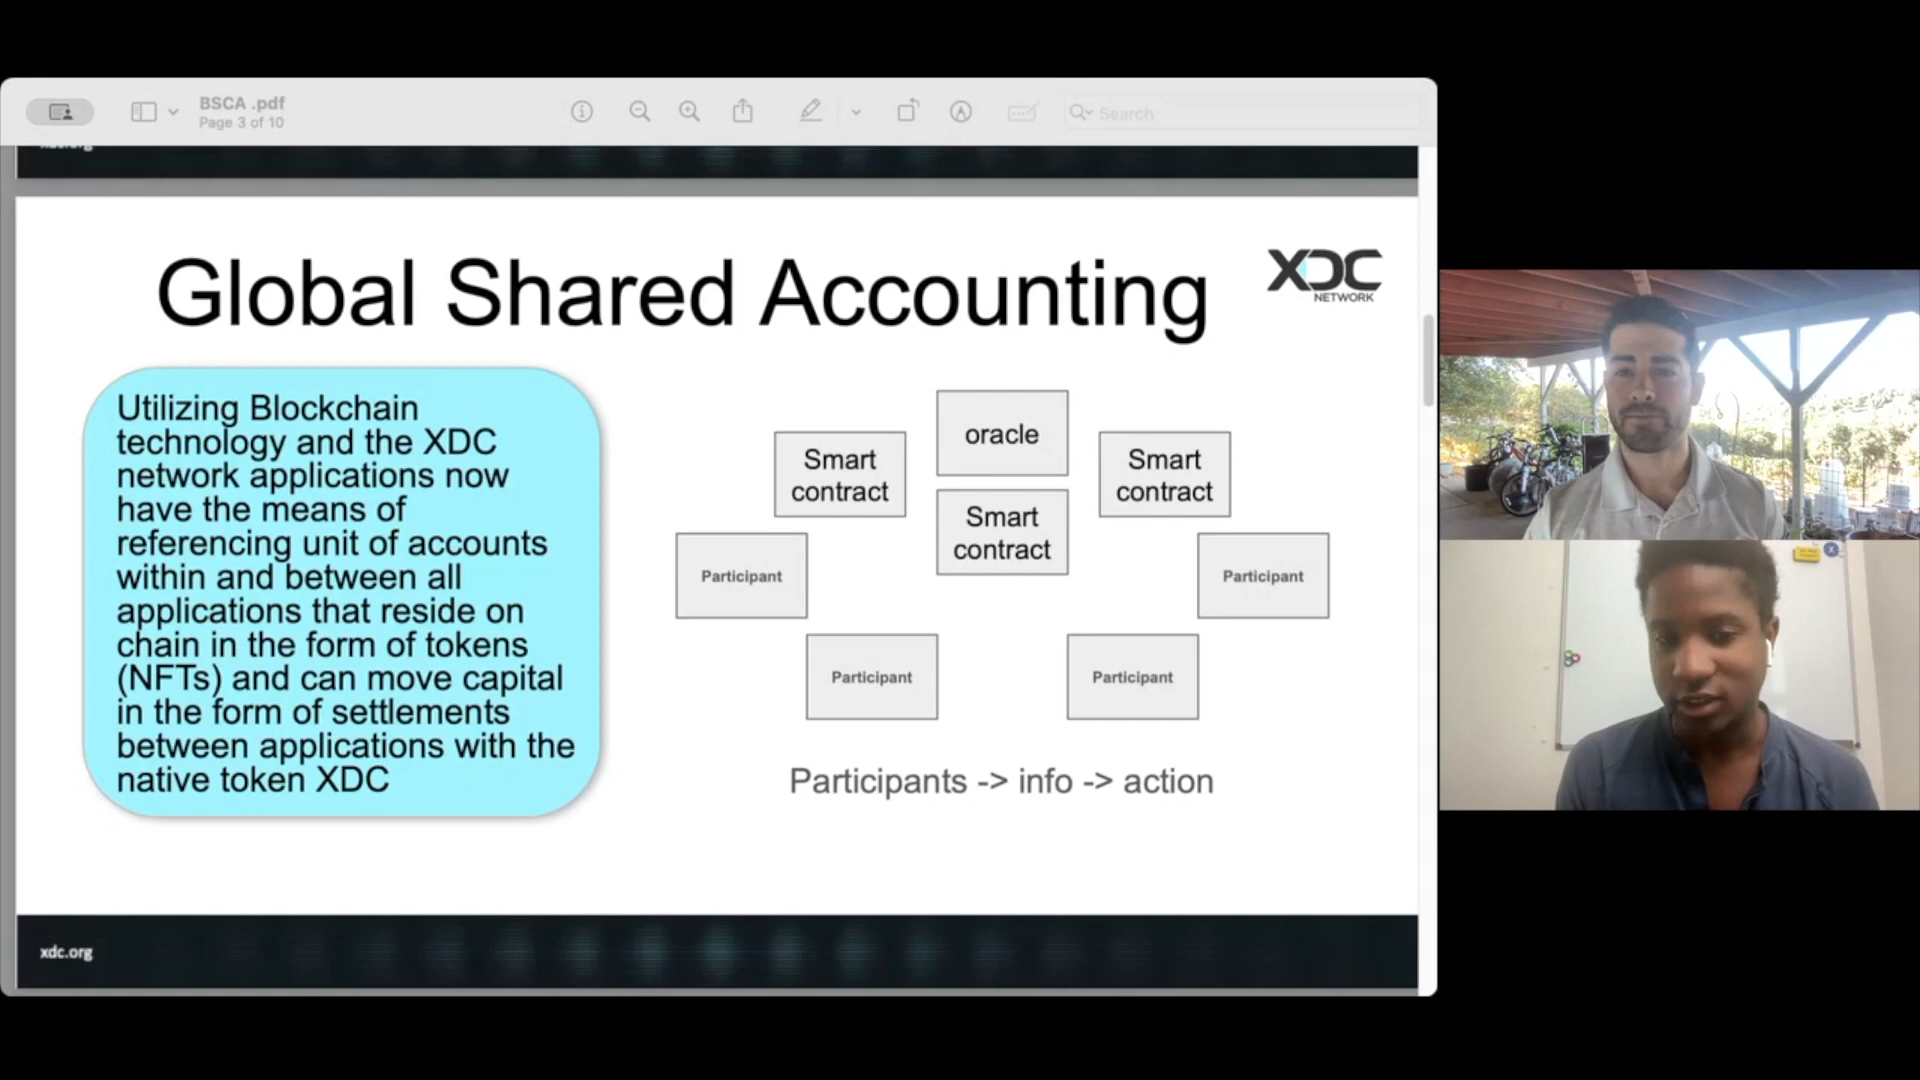 BSCA .pdf
Page 3 of 10
Search
xdc.org
Global Shared Accounting
XDC
NETWORK
Utilizing Blockchain
technology and the XDC
network applications now
have the means of
referencing unit of accounts
within and between all
applications that reside on
chain in the form of tokens
(NFTs) and can move capital
in the form of settlements
between applications with the
native token XDC
oracle
Smart
contract
Smart
contract
Smart
contract
Participant
Participant
Participant
Participant
Participants -> info -> action
xdc.org